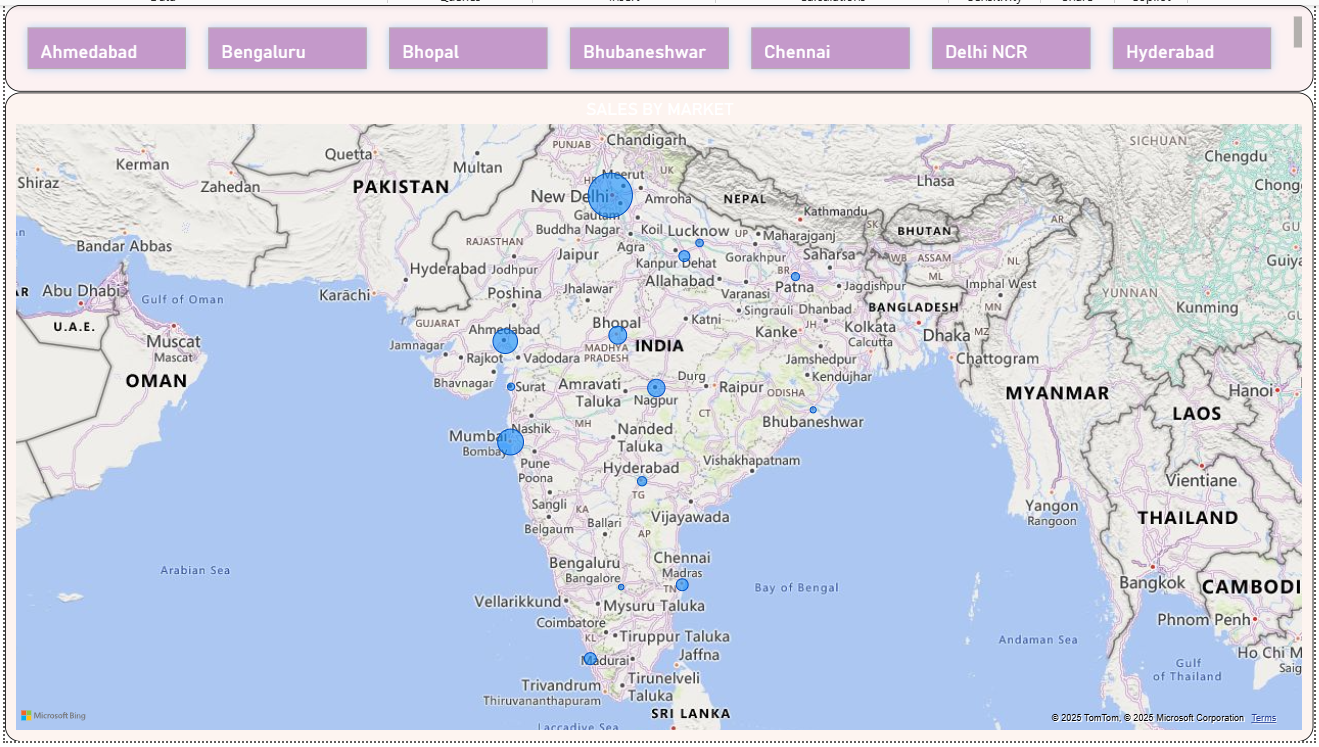 Ahmedabad
Bengaluru
Bhopal
Bhubaneshwar
Chennai
Delhi NCR
Hyderabad
SALES BY MARKET
PUNJAB
Chandigarh
SICHUAN
Chengdu
Quetta
Kerman
Multan
Shiraz
Zahedan
PAKISTAN
Meerut
UK
Lhasa
Chong
New Delhi
Amroha
NEPAL
Gautam
Buddha Nagar
Koil
Lucknow
UP
Maharajganj
Kathmandu
SK
BHUTAN
AR
GU
Bandar Abbas
RAJASTHAN
Jaipur
Agra
Kanpur Dehat
Gorakhpur
Saharsa
WB
ASSAM
NL
Guiya
Hyderabad
Jodhpur
BR
ML
Abu Dhabi
Gulf of Oman
Karāchi
Poshina
Jhalawar
Allahabad
Varanasi
Patna
Jagdishpur
Imphal West
YUNNAN
Kunming
BANGLADESH
MN
U.A.E.
GUJARAT
Ahmedabad
Bhopal
Katni
Singrauli
Dhanbad
Kanke
JH
Kolkata
Calcutta
Dhaka
MZ
Muscat
Mascat
Jamnagar
Rajkot
Vadodara
MADHYA
PRADESH
INDIA
Jamshedpur
Chattogram
OMAN
Bhavnagar
Surat
Amravati
Taluka
Nagpur
Durg
Raipur
ODISHA
Kendujhar
MYANMAR
Hanoi
LAOS
CT
MH
Bhubaneshwar
Mumbai
Bombay
Nashik
Nanded
Taluka
Pune
Poona
Hyderabad
TG
Vishakhapatnam
Vientiane
Sangli
KA
Yangon
Rangoon
THAILAND
Belgaum
Ballari
AP
Vijayawada
Arabian Sea
Bengaluru
Bangalore
Chennai
Madras
TN
Bay of Bengal
Bangkok
CAMBODI
Vellarikkund
Mysuru Taluka
Coimbatore
Phnom Penh
KL
Tiruppur Taluka
Andaman Sea
Madurai
Jaffna
Ho Chi M
Saig
Gulf
of Thailand
Trivandrum
Thiruvananthapuram
Tirunelveli
Taluka
SRI LANKA
Laccadive Sea
Microsoft Bing
© 2025 TomTom, © 2025 Microsoft Corporation Terms